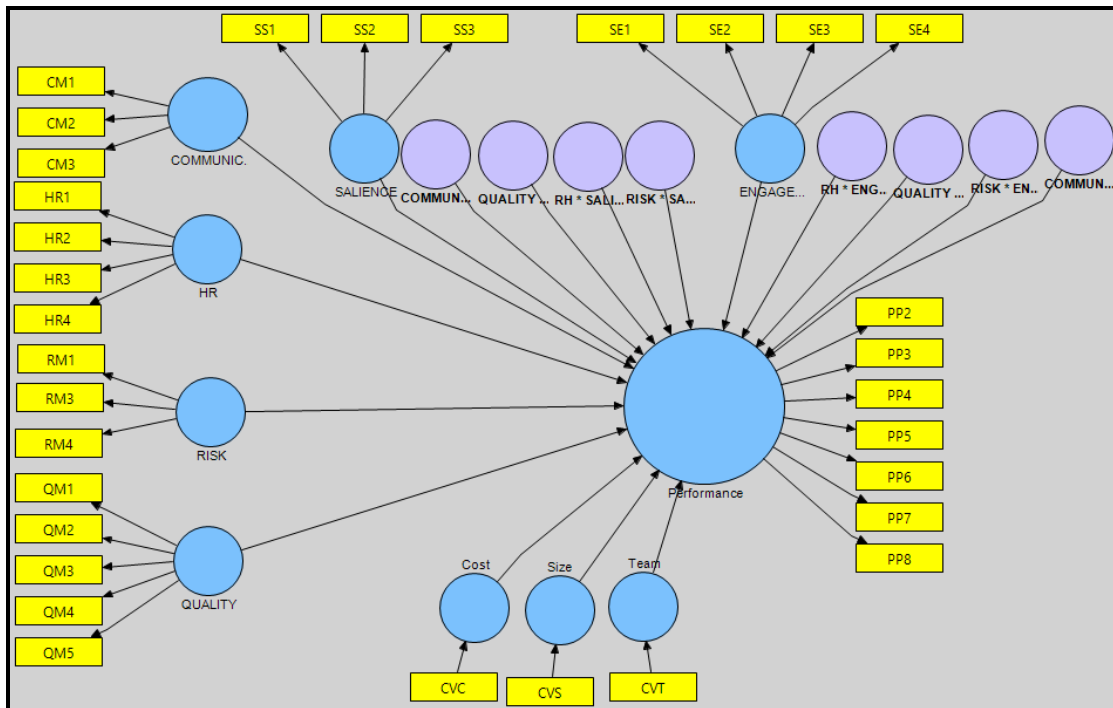 SS1
SS2
SS3
SE1
SE2
SE3
SE4
CM1
CM2
CM3
COMMUNIC.
SALIENCE
COMMUN...
QUALITY ...
RH * SALI...
RISK * SA...
ENGAGE...
RH * ENG..
QUALITY ...
RISK * EN...
COMMUN...
HR1
HR2
HR3
HR4
HR
RM1
RM3
RM4
RISK
QM1
QM2
QM3
QM4
QM5
QUALITY
Performance
PP2
PP3
PP4
PP5
PP6
PP7
PP8
Cost
Size
Team
CVC
CVS
CVT